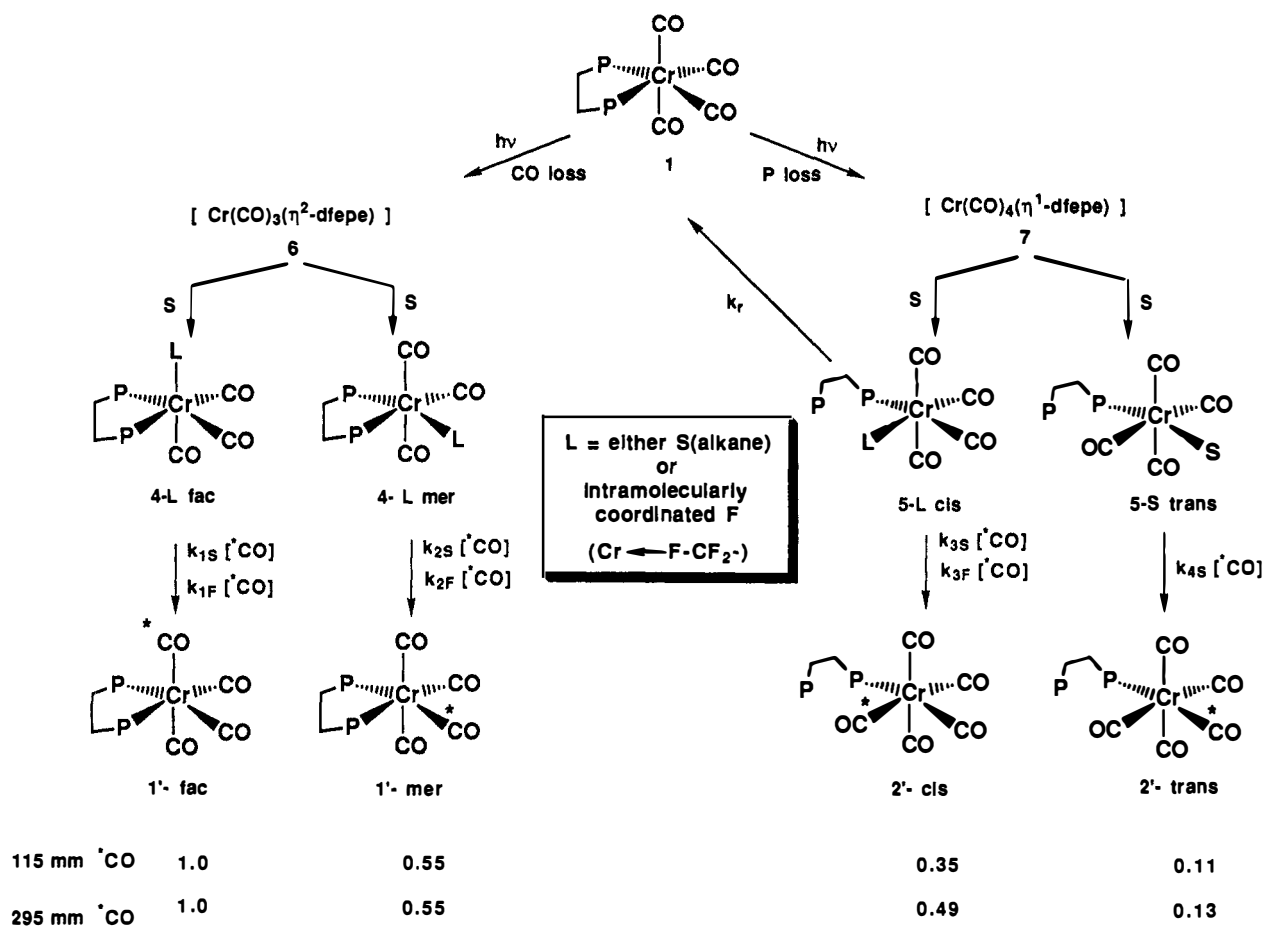 CO
P CO
Cr
P CO
CO
1
hν
CO loss
hν
P loss
[ Cr(CO)₃(η²-dfepe) ]
6
[ Cr(CO)₄(η¹-dfepe) ]
7
S S
kᵣ
S S
L
P CO
Cr
P CO
CO
4-L fac
CO
P CO
Cr
P L
CO
4- L mer
L = either S(alkane)
or
intramolecularly
coordinated F
(Cr ← F-CF₂-)
CO
P P CO
Cr
L CO
CO
5-L cis
CO
P P CO
Cr
OC S
CO
5-S trans
k₁S [*CO]
k₁F [*CO]
k₂S [*CO]
k₂F [*CO]
k₃S [*CO]
k₃F [*CO]
k₄S [*CO]
*CO
P CO
Cr
P CO
CO
1'- fac
CO
P CO
Cr
P *CO
CO
1'- mer
CO
P P CO
Cr
*OC CO
CO
2'- cis
CO
P P CO
Cr
OC *CO
CO
2'- trans
115 mm *CO 1.0 0.55 0.35 0.11
295 mm *CO 1.0 0.55 0.49 0.13